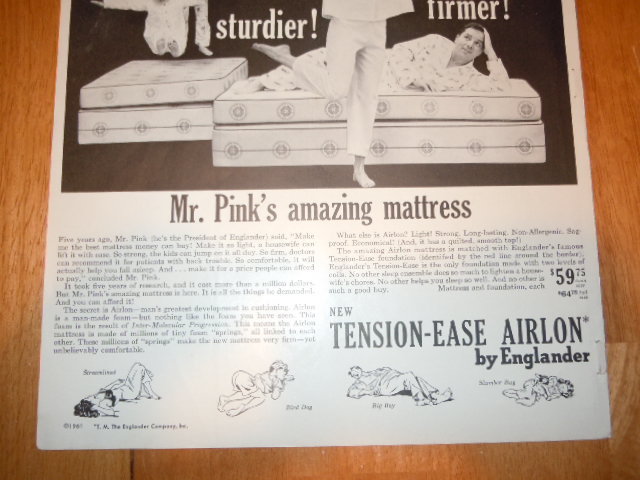 sturdier!
firmer!
Mr. Pink's amazing mattress
Five years ago, Mr. Pink (he's the President of Englander) said, "Make
me the best mattress money can buy! Make it so light, a housewife can
lift it with ease. So strong, the kids can jump on it all day. So firm, doctors
can recommend it for patients with back trouble. So comfortable, it will
actually help you fall asleep. And . . . make it for a price people can afford
to pay," concluded Mr. Pink.
It took five years of research, and it cost more than a million dollars.
But Mr. Pink's amazing mattress is here. It is all the things he demanded.
And you can afford it!
The secret is Airlon—man's greatest development in cushioning. Airlon
is a man-made foam—but nothing like the foam you have seen. This
foam is the result of Inter-Molecular Progression. This means the Airlon
mattress is made of millions of tiny foam "springs," all linked to each
other. These millions of "springs" make the new mattress very firm—yet
unbelievably comfortable.
What else is Airlon? Light! Strong. Long-lasting. Non-Allergenic. Sag-
proof. Economical! (And, it has a quilted, smooth top!)
The amazing Airlon mattress is matched with Englander's famous
Tension-Ease foundation (identified by the red line around the border).
Englander's Tension-Ease is the only foundation made with two levels of
coils. No other sleep ensemble does so much to lighten a house-
wife's chores. No other helps you sleep so well. And no other is
such a good buy. Mattress and foundation, each
$59.75
*$64.75 full size
NEW
TENSION-EASE AIRLON*
by Englander
Streamlined
Bird Dog
Big Boy
Slumber Bug
©1961 *T. M. The Englander Company, Inc.